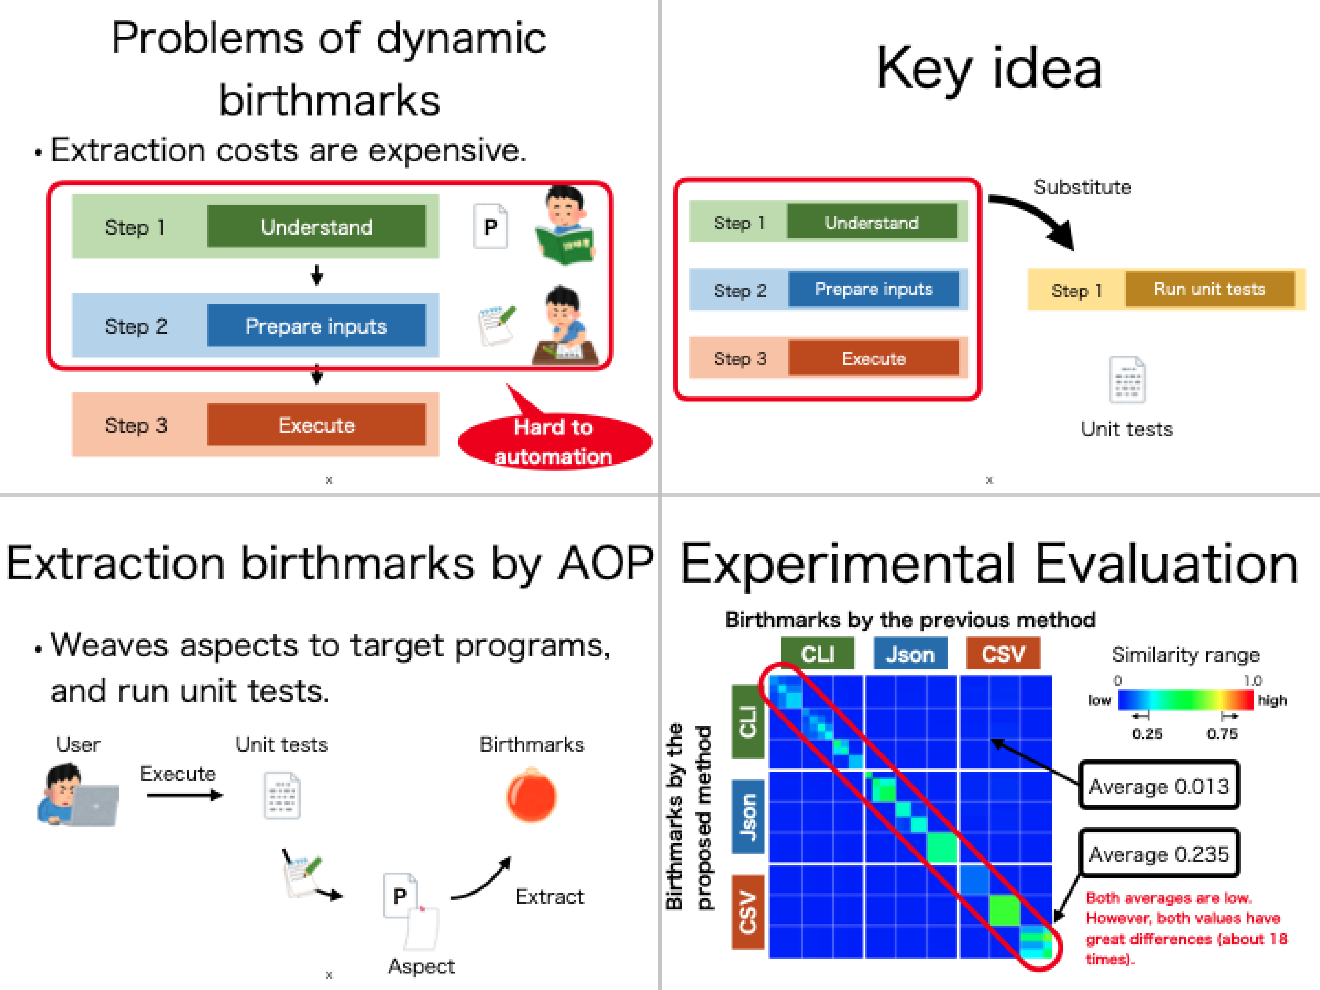 Problems of dynamic
birthmarks
• Extraction costs are expensive.
Step 1
Understand
P
Step 2
Prepare inputs
Step 3
Execute
Hard to
automation
x
Key idea
Substitute
Step 1
Understand
Step 2
Prepare inputs
Step 3
Execute
Step 1
Run unit tests
Unit tests
x
Extraction birthmarks by AOP
• Weaves aspects to target programs,
and run unit tests.
User
Execute
Unit tests
Birthmarks
P
Extract
Aspect
x
Experimental Evaluation
Birthmarks by the previous method
CLI
Json
CSV
Birthmarks by the
proposed method
CLI
Json
CSV
Similarity range
0
1.0
low
high
0.25
0.75
Average 0.013
Average 0.235
Both averages are low.
However, both values have
great differences (about 18
times).